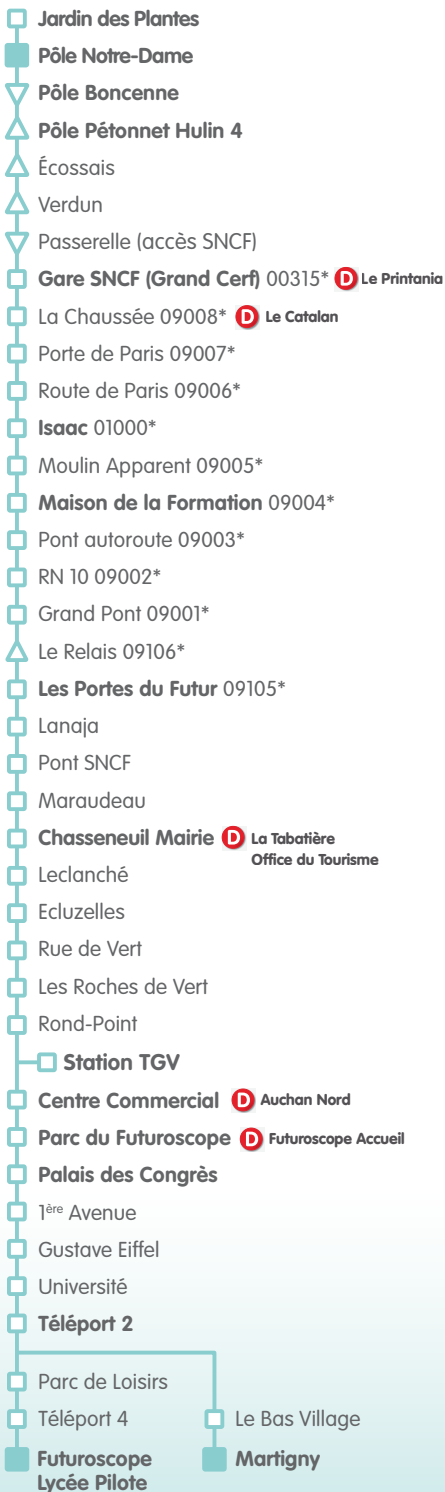 Jardin des Plantes
Pôle Notre-Dame
Pôle Boncenne
Pôle Pétonnet Hulin 4
Écossais
Verdun
Passerelle (accès SNCF)
Gare SNCF (Grand Cerf) 00315* D Le Printania
La Chaussée 09008* D Le Catalan
Porte de Paris 09007*
Route de Paris 09006*
Isaac 01000*
Moulin Apparent 09005*
Maison de la Formation 09004*
Pont autoroute 09003*
RN 10 09002*
Grand Pont 09001*
Le Relais 09106*
Les Portes du Futur 09105*
Lanaja
Pont SNCF
Maraudeau
Chasseneuil Mairie D La Tabatière
Office du Tourisme
Leclanché
Ecluzelles
Rue de Vert
Les Roches de Vert
Rond-Point
Station TGV
Centre Commercial D Auchan Nord
Parc du Futuroscope D Futuroscope Accueil
Palais des Congrès
1ère Avenue
Gustave Eiffel
Université
Téléport 2
Parc de Loisirs
Téléport 4
Le Bas Village
Futuroscope
Lycée Pilote
Martigny